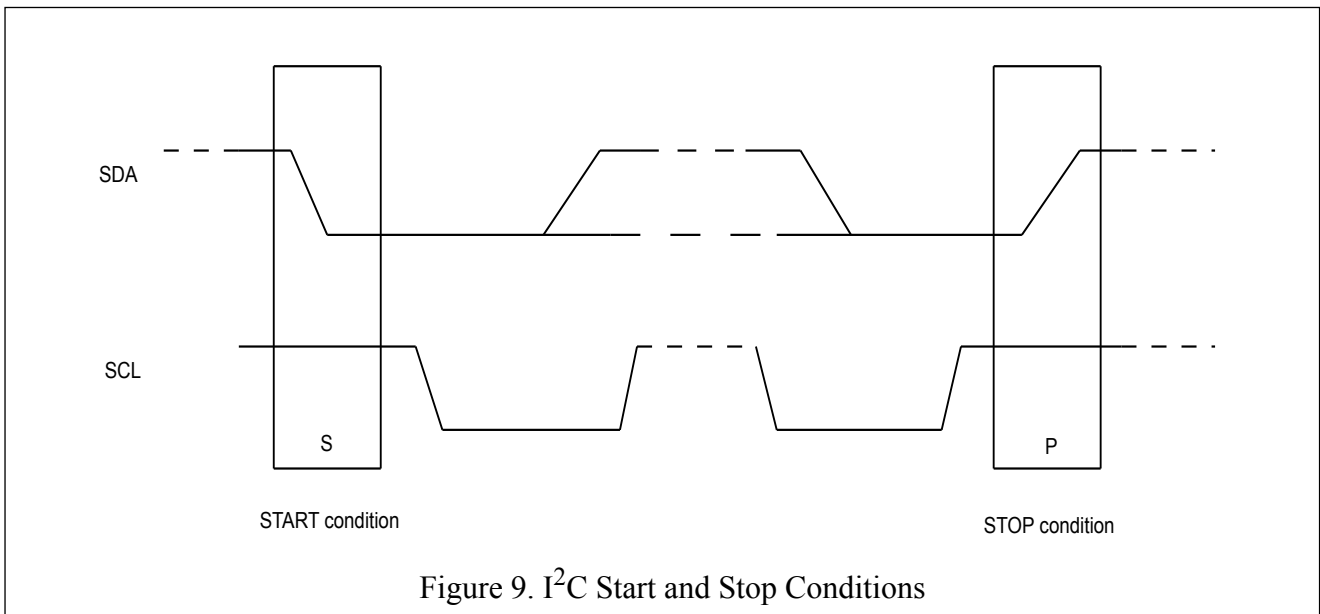 SDA
SCL
S
P
START condition
STOP condition
Figure 9. I²C Start and Stop Conditions